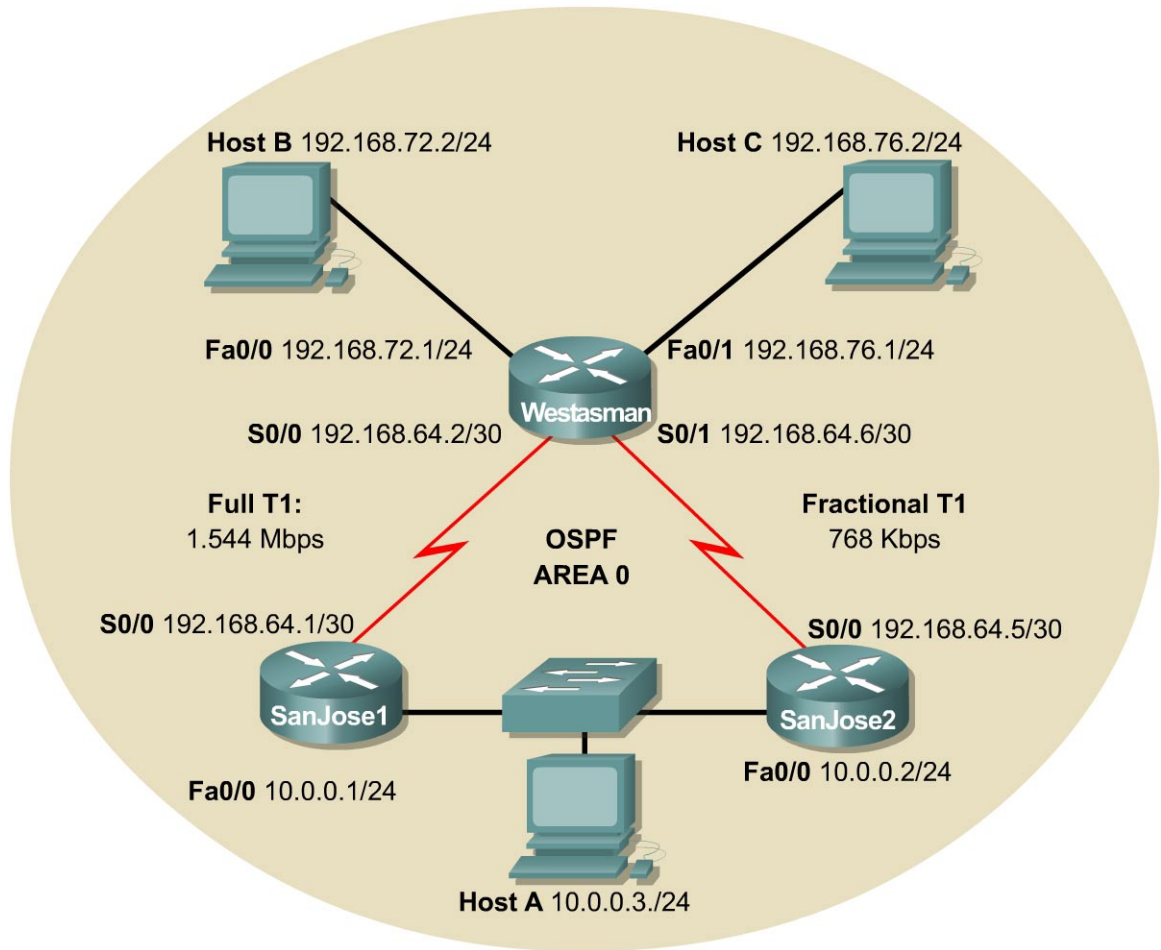 Host B 192.168.72.2/24
Host C 192.168.76.2/24
Fa0/0 192.168.72.1/24
Fa0/1 192.168.76.1/24
Westasman
S0/0 192.168.64.2/30
S0/1 192.168.64.6/30
Full T1:
1.544 Mbps
OSPF
AREA 0
Fractional T1
768 Kbps
S0/0 192.168.64.1/30
S0/0 192.168.64.5/30
SanJose1
SanJose2
Fa0/0 10.0.0.1/24
Fa0/0 10.0.0.2/24
Host A 10.0.0.3./24